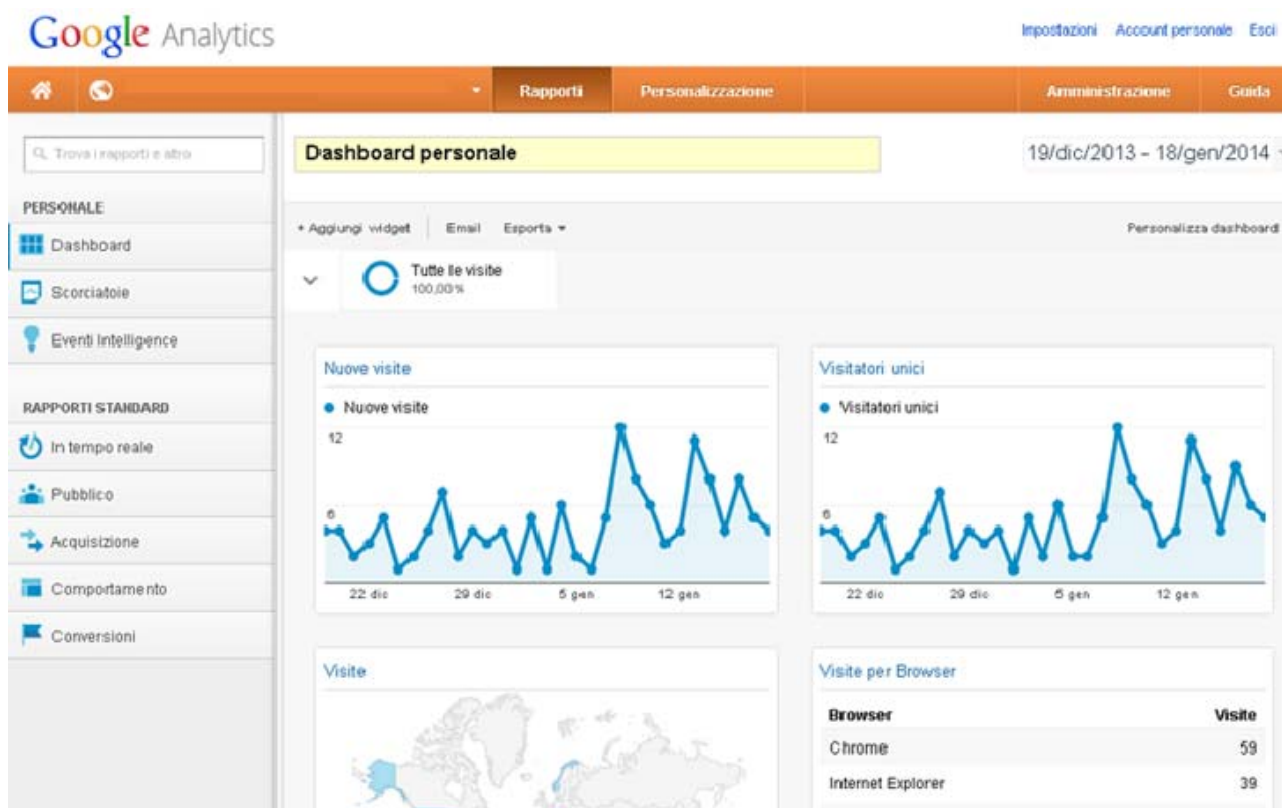 Google Analytics
Impostazioni Account personale Esci
Rapporti Personalizzazione Amministrazione Guida
Trova i rapporti e altro
Dashboard personale
19/dic/2013 - 18/gen/2014
PERSONALE
Dashboard
Scorciatoie
Eventi Intelligence
RAPPORTI STANDARD
In tempo reale
Pubblico
Acquisizione
Comportamento
Conversioni
+ Aggiungi widget Email Esporta
Personalizza dashboard
Tutte le visite
100,00%
Nuove visite
Nuove visite
12
6
22 dic 29 dic 5 gen 12 gen
Visitatori unici
Visitatori unici
12
6
22 dic 29 dic 5 gen 12 gen
Visite
Visite per Browser
Browser Visite
Chrome 59
Internet Explorer 39